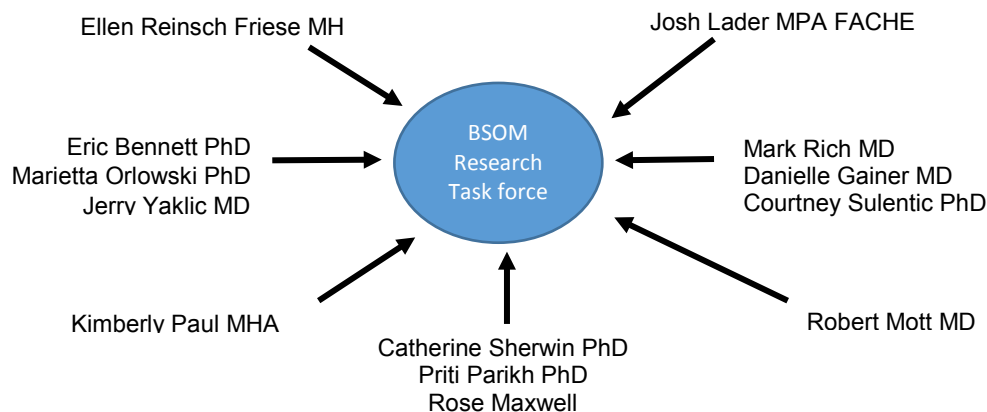 Ellen Reinsch Friese MH
Josh Lader MPA FACHE
BSOM
Research
Task force
Eric Bennett PhD
Marietta Orlowski PhD
Jerry Yaklic MD
Mark Rich MD
Danielle Gainer MD
Courtney Sulentic PhD
Kimberly Paul MHA
Catherine Sherwin PhD
Priti Parikh PhD
Rose Maxwell
Robert Mott MD